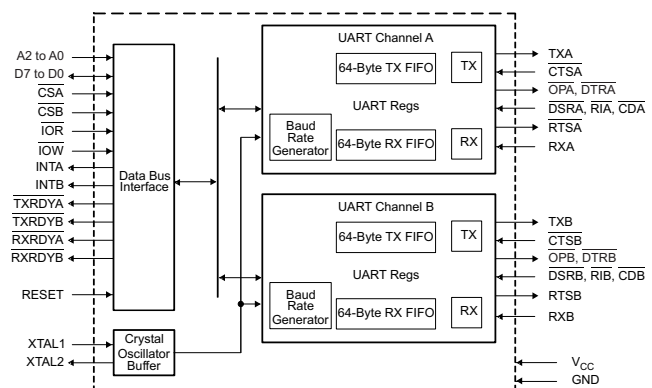 A2 to A0
D7 to D0
CSA
CSB
IOR
IOW
INTA
INTB
TXRDYA
TXRDYB
RXRDYA
RXRDYB
RESET
XTAL1
XTAL2
Data Bus
Interface
Crystal
Oscillator
Buffer
UART Channel A
64-Byte TX FIFO
TX
UART Regs
Baud
Rate
Generator
64-Byte RX FIFO
RX
UART Channel B
64-Byte TX FIFO
TX
UART Regs
Baud
Rate
Generator
64-Byte RX FIFO
RX
TXA
CTSA
OPA, DTRA
DSRA, RIA, CDA
RTSA
RXA
TXB
CTSB
OPB, DTRB
DSRB, RIB, CDB
RTSB
RXB
VCC
GND